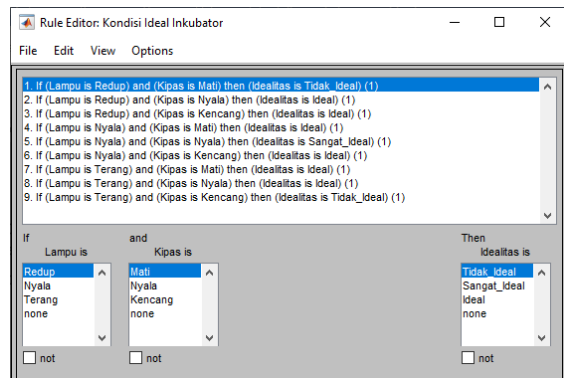 Rule Editor: Kondisi Ideal Inkubator
File Edit View Options
1. If (Lampu is Redup) and (Kipas is Mati) then (Idealitas is Tidak_Ideal) (1)
2. If (Lampu is Redup) and (Kipas is Nyala) then (Idealitas is Ideal) (1)
3. If (Lampu is Redup) and (Kipas is Kencang) then (Idealitas is Ideal) (1)
4. If (Lampu is Nyala) and (Kipas is Mati) then (Idealitas is Ideal) (1)
5. If (Lampu is Nyala) and (Kipas is Nyala) then (Idealitas is Sangat_Ideal) (1)
6. If (Lampu is Nyala) and (Kipas is Kencang) then (Idealitas is Ideal) (1)
7. If (Lampu is Terang) and (Kipas is Mati) then (Idealitas is Ideal) (1)
8. If (Lampu is Terang) and (Kipas is Nyala) then (Idealitas is Ideal) (1)
9. If (Lampu is Terang) and (Kipas is Kencang) then (Idealitas is Tidak_Ideal) (1)
If and Then
Lampu is Kipas is Idealitas is
Redup Mati Tidak_Ideal
Nyala Nyala Sangat_Ideal
Terang Kencang Ideal
none none none
not not not